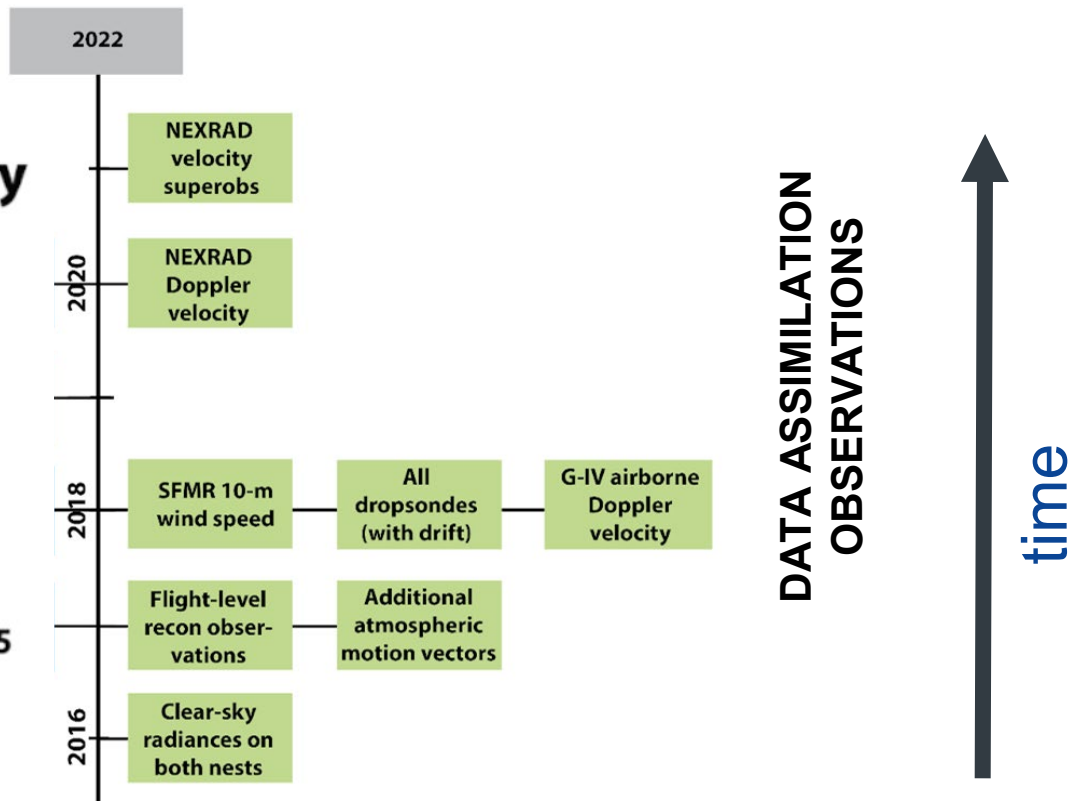 2022
NEXRAD
velocity
superobs
y
2020
NEXRAD
Doppler
velocity
2018
SFMR 10-m
wind speed
All
dropsondes
(with drift)
G-IV airborne
Doppler
velocity
Flight-level
recon obser-
vations
Additional
atmospheric
motion vectors
5
2016
Clear-sky
radiances on
both nests
DATA ASSIMILATION
OBSERVATIONS
time